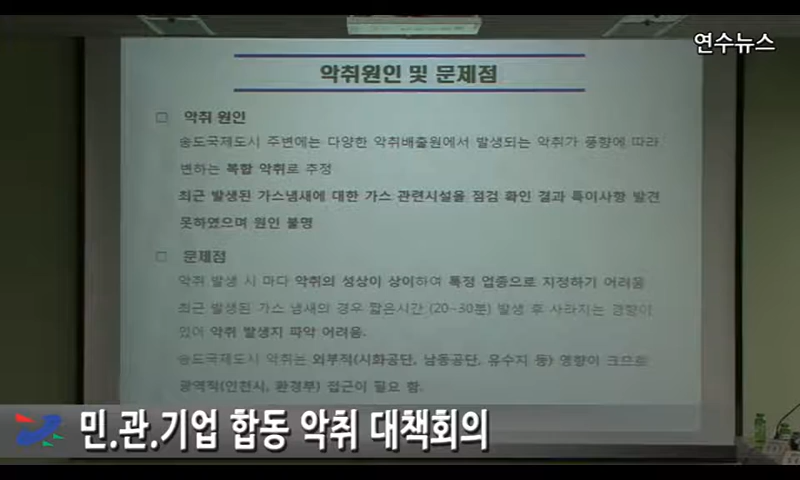 연수뉴스
악취원인 및 문제점
□ 악취 원인
송도국제도시 주변에는 다양한 악취배출원에서 발생되는 악취가 풍향에 따라
변하는 복합 악취로 추정
최근 발생된 가스냄새에 대한 가스 관련시설을 점검 확인 결과 특이사항 발견
못하였으며 원인 불명
□ 문제점
악취 발생 시 마다 악취의 성상이 상이하여 특정 업종으로 지정하기 어려움
최근 발생된 가스 냄새의 경우 짧은시간 (20~30분) 발생 후 사라지는 경향이
있어 악취 발생지 파악 어려움.
송도국제도시 악취는 외부적(시화공단, 남동공단, 유수지 등) 영향이 크므로
광역적(인천시, 환경부) 접근이 필요 함.
민.관.기업 합동 악취 대책회의